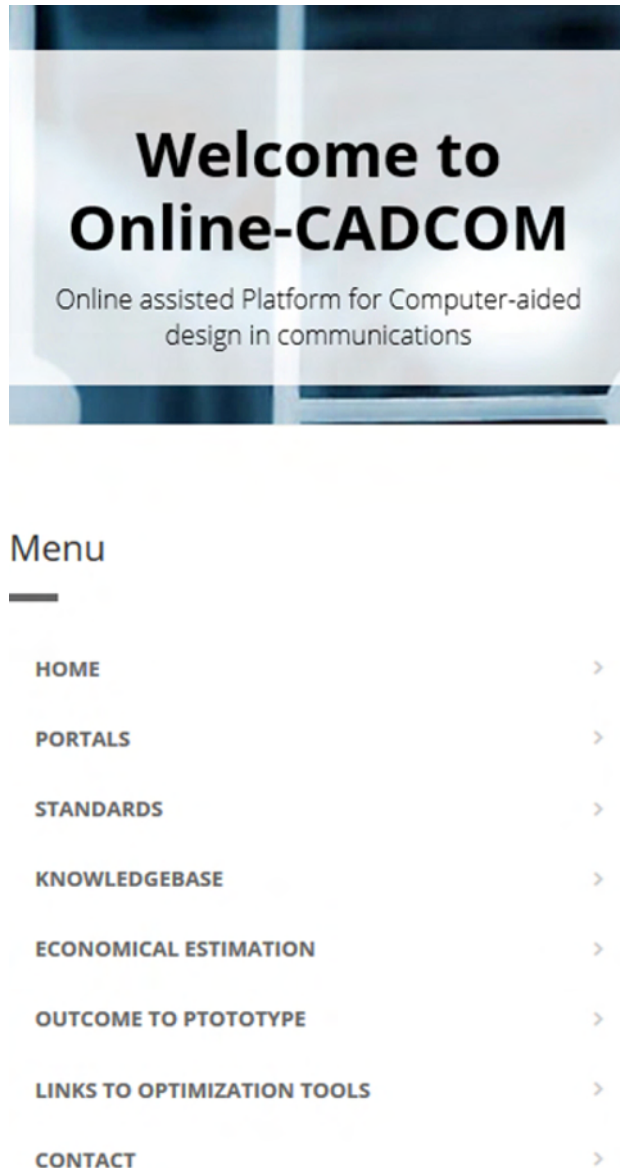 Welcome to
Online-CADCOM
Online assisted Platform for Computer-aided
design in communications
Menu
HOME
PORTALS
STANDARDS
KNOWLEDGEBASE
ECONOMICAL ESTIMATION
OUTCOME TO PTOTOTYPE
LINKS TO OPTIMIZATION TOOLS
CONTACT